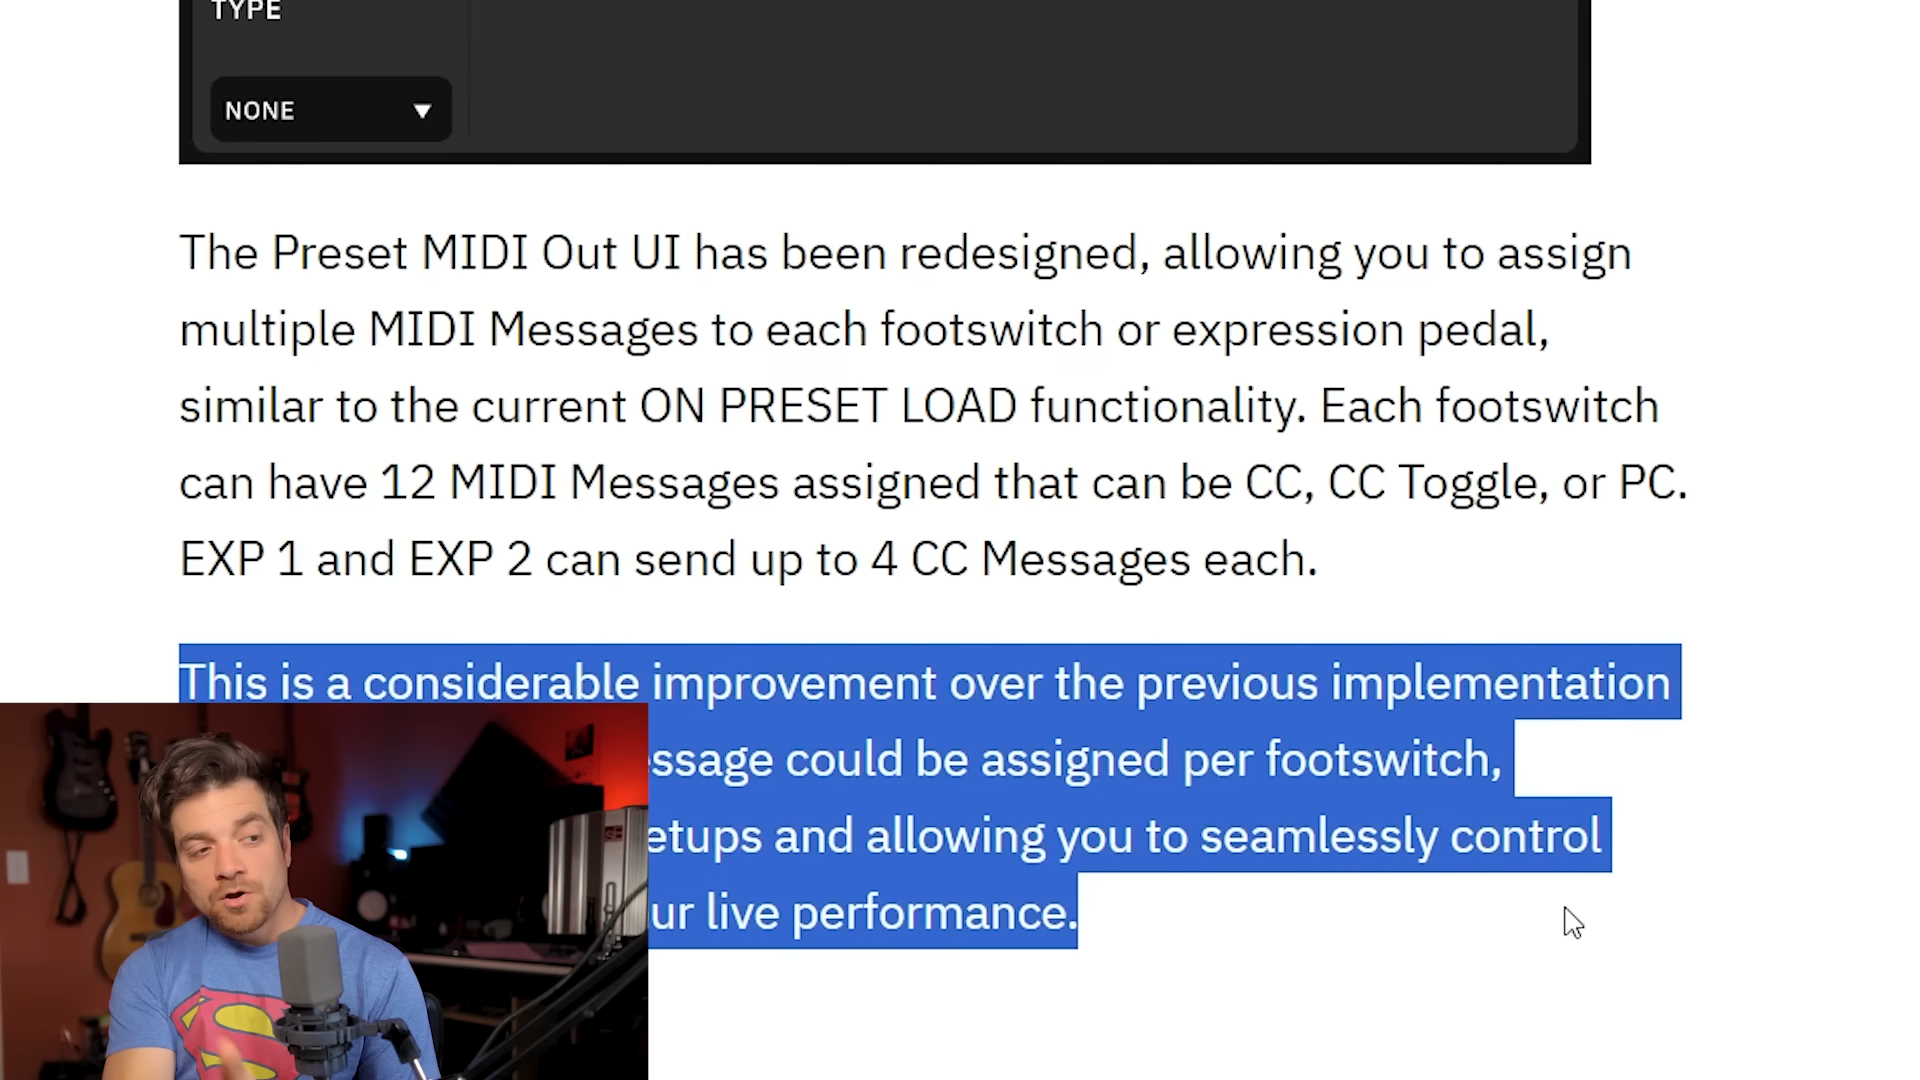 TYPE
NONE
The Preset MIDI Out UI has been redesigned, allowing you to assign
multiple MIDI Messages to each footswitch or expression pedal,
similar to the current ON PRESET LOAD functionality. Each footswitch
can have 12 MIDI Messages assigned that can be CC, CC Toggle, or PC.
EXP 1 and EXP 2 can send up to 4 CC Messages each.
This is a considerable improvement over the previous implementation
ssage could be assigned per footswitch,
etups and allowing you to seamlessly control
ur live performance.